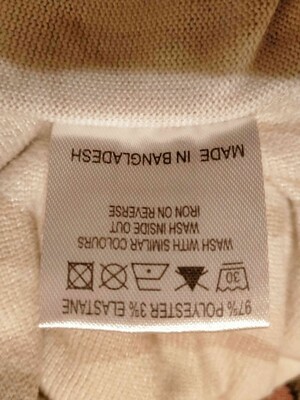 97% POLYESTER 3% ELASTANE
30
WASH WITH SIMILAR COLOURS
WASH INSIDE OUT
IRON ON REVERSE
MADE IN BANGLADESH